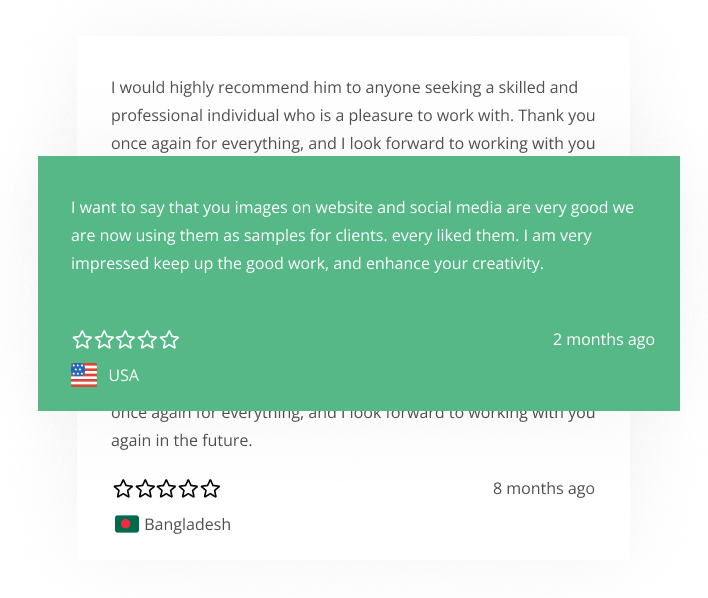 I would highly recommend him to anyone seeking a skilled and
professional individual who is a pleasure to work with. Thank you
once again for everything, and I look forward to working with you
I want to say that you images on website and social media are very good we
are now using them as samples for clients. every liked them. I am very
impressed keep up the good work, and enhance your creativity.
2 months ago
USA
once again for everything, and I look forward to working with you
again in the future.
8 months ago
Bangladesh